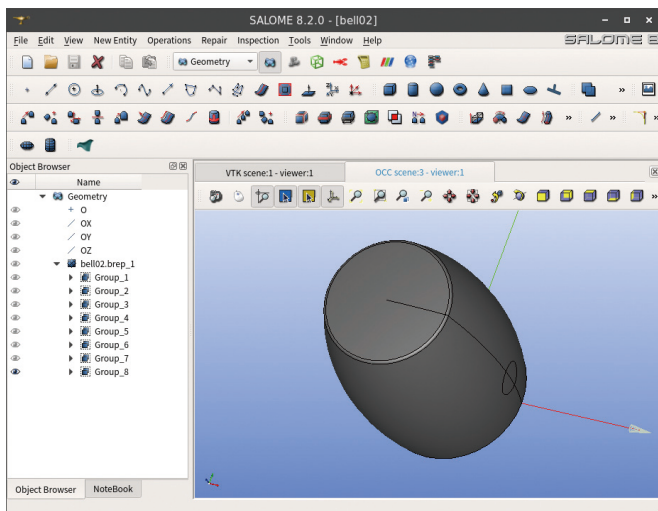 SALOME 8.2.0 - [bell02]
File Edit View New Entity Operations Repair Inspection Tools Window Help
Geometry
Object Browser
Name
Geometry
O
OX
OY
OZ
bell02.brep_1
Group_1
Group_2
Group_3
Group_4
Group_5
Group_6
Group_7
Group_8
Object Browser NoteBook
VTK scene:1 - viewer:1 OCC scene:3 - viewer:1